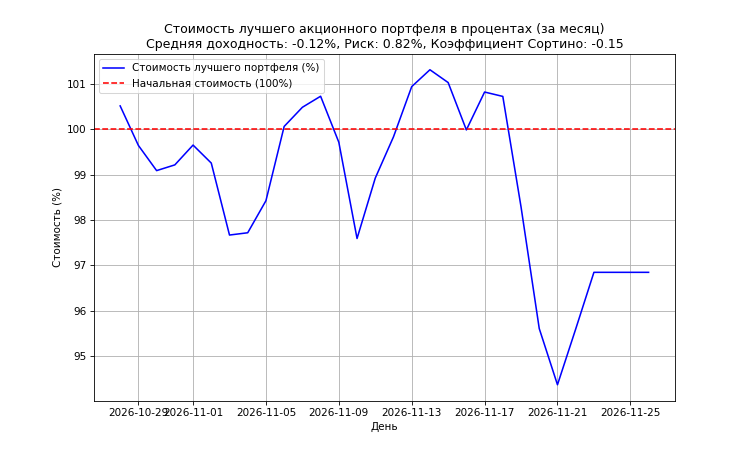 Стоимость лучшего акционного портфеля в процентах (за месяц)
Средняя доходность: -0.12%, Риск: 0.82%, Коэффициент Сортино: -0.15
Стоимость лучшего портфеля (%)
Начальная стоимость (100%)
Стоимость (%)
101
100
99
98
97
96
95
2026-10-29
2026-11-01
2026-11-05
2026-11-09
2026-11-13
2026-11-17
2026-11-21
2026-11-25
День